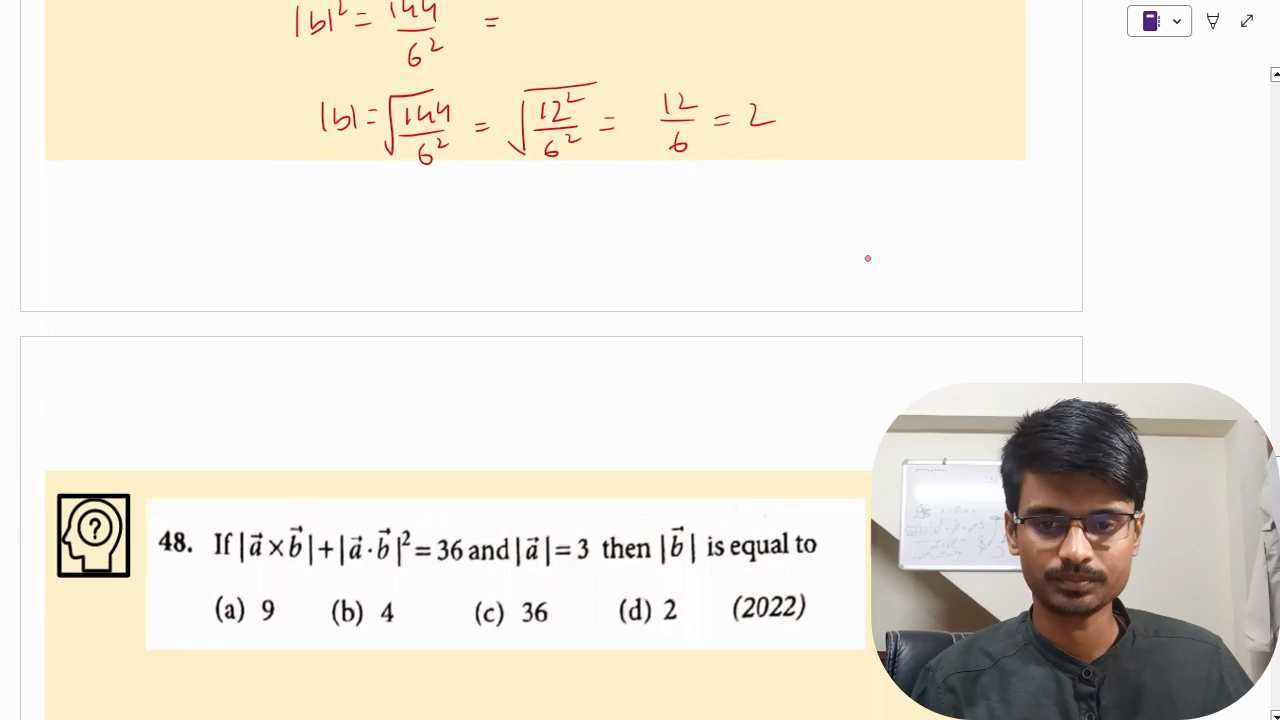 |b|² = 144/6² =
|b| = √144/6² = √12²/6² = 12/6 = 2
48. If |a⃗ × b⃗| + |a⃗ · b⃗|² = 36 and |a⃗| = 3 then |b⃗| is equal to
(a) 9 (b) 4 (c) 36 (d) 2 (2022)